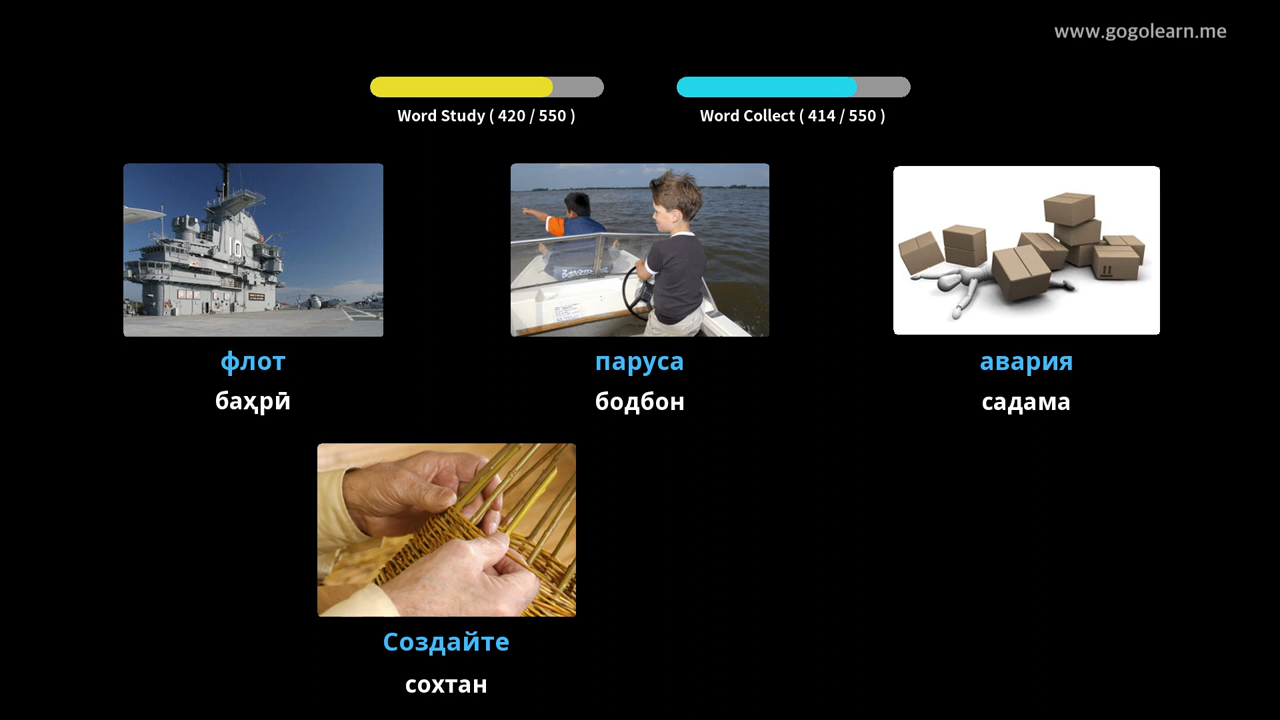 www.gogolearn.me
Word Study ( 420 / 550 )
Word Collect ( 414 / 550 )
флот
паруса
авария
баҳрӣ
бодбон
садама
Создайте
сохтан